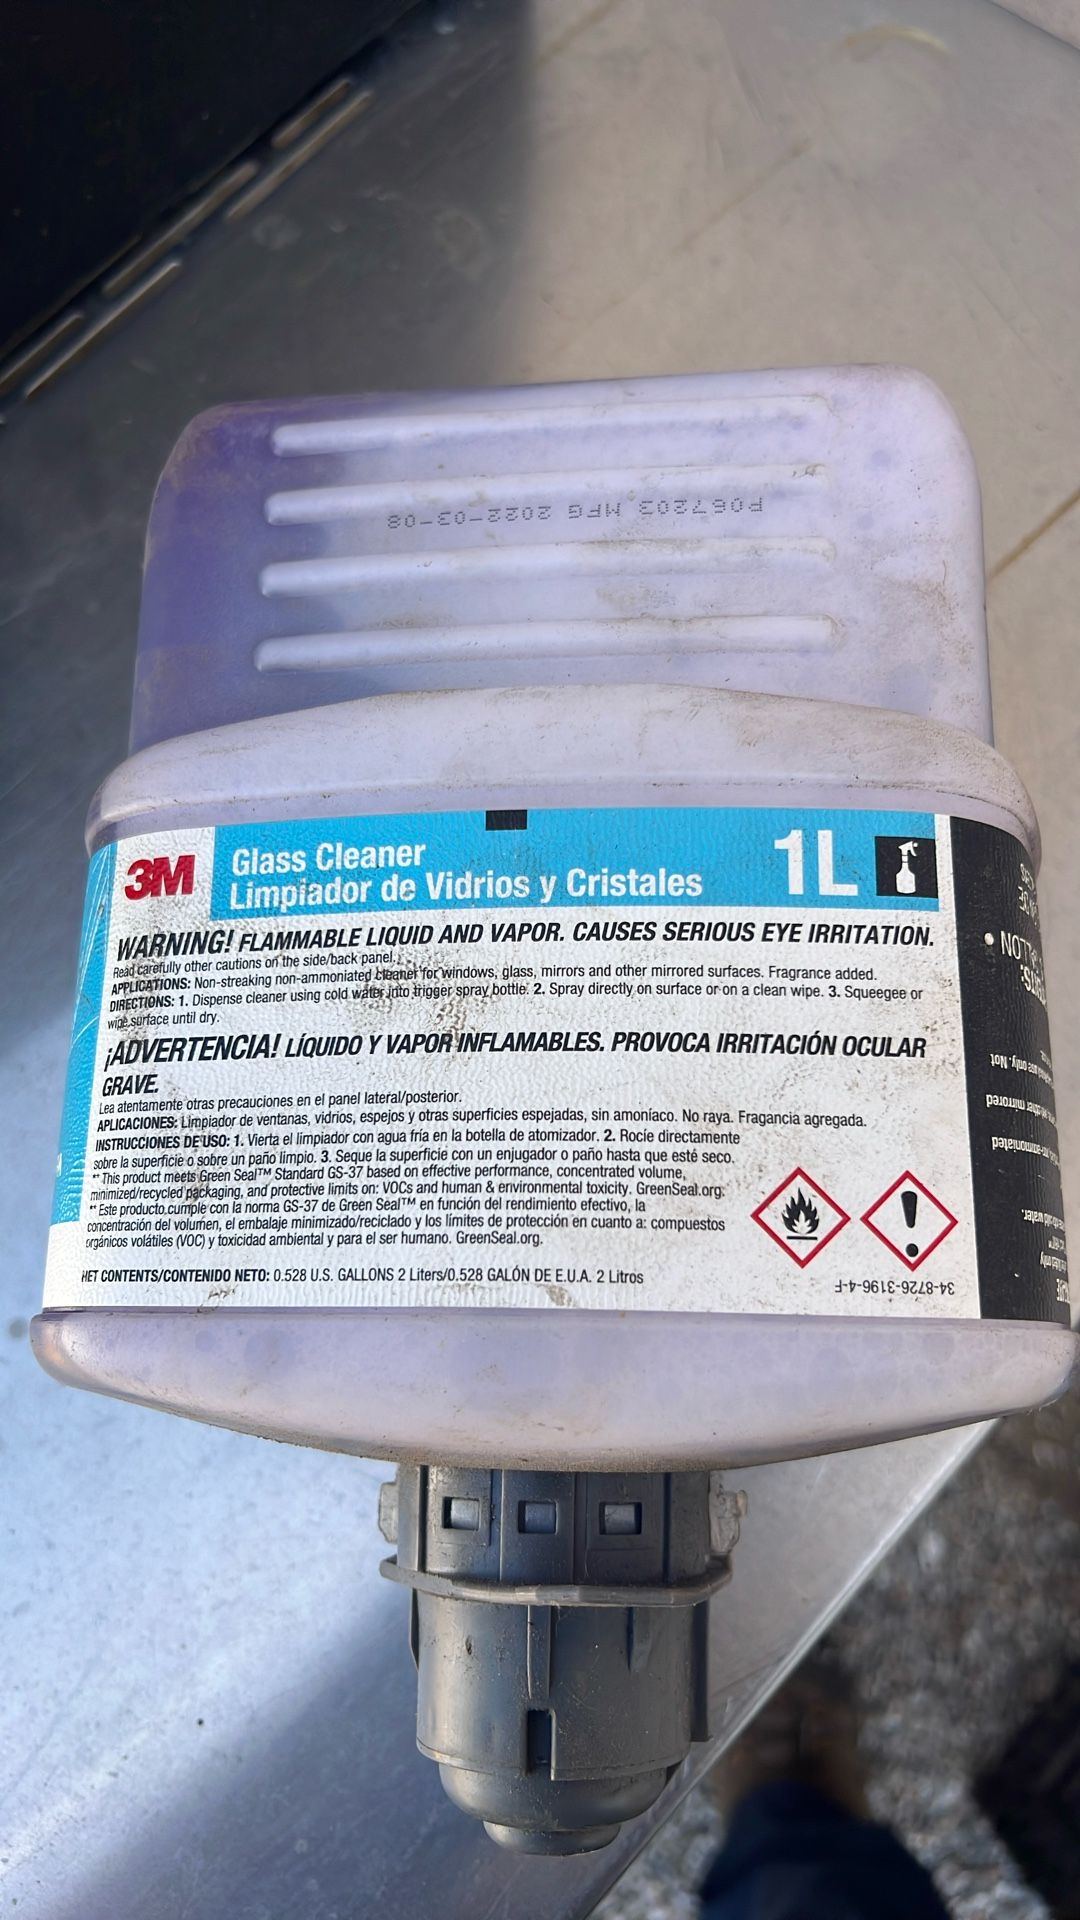 P067203 MFG 2022-03-08
3M
Glass Cleaner
Limpiador de Vidrios y Cristales
1L
WARNING! FLAMMABLE LIQUID AND VAPOR. CAUSES SERIOUS EYE IRRITATION.
Read carefully other cautions on the side/back panel.
APPLICATIONS: Non-streaking non-ammoniated cleaner for windows, glass, mirrors and other mirrored surfaces. Fragrance added.
DIRECTIONS: 1. Dispense cleaner using cold water into trigger spray bottle. 2. Spray directly on surface or on a clean wipe. 3. Squeegee or
wipe surface until dry.
¡ADVERTENCIA! LÍQUIDO Y VAPOR INFLAMABLES. PROVOCA IRRITACIÓN OCULAR
GRAVE.
Lea atentamente otras precauciones en el panel lateral/posterior.
APLICACIONES: Limpiador de ventanas, vidrios, espejos y otras superficies espejadas, sin amoníaco. No raya. Fragancia agregada.
INSTRUCCIONES DE USO: 1. Vierta el limpiador con agua fría en la botella de atomizador. 2. Rocíe directamente
sobre la superficie o sobre un paño limpio. 3. Seque la superficie con un enjugador o paño hasta que esté seco.
** This product meets Green Seal™ Standard GS-37 based on effective performance, concentrated volume,
minimized/recycled packaging, and protective limits on: VOCs and human & environmental toxicity. GreenSeal.org.
** Este producto cumple con la norma GS-37 de Green Seal™ en función del rendimiento efectivo, la
concentración del volumen, el embalaje minimizado/reciclado y los límites de protección en cuanto a: compuestos
orgánicos volátiles (VOC) y toxicidad ambiental y para el ser humano. GreenSeal.org.
NET CONTENTS/CONTENIDO NETO: 0.528 U.S. GALLONS 2 Liters/0.528 GALÓN DE E.U.A. 2 Litros
34-8726-3196-4-F
only. Not
other mirrored
cold water.